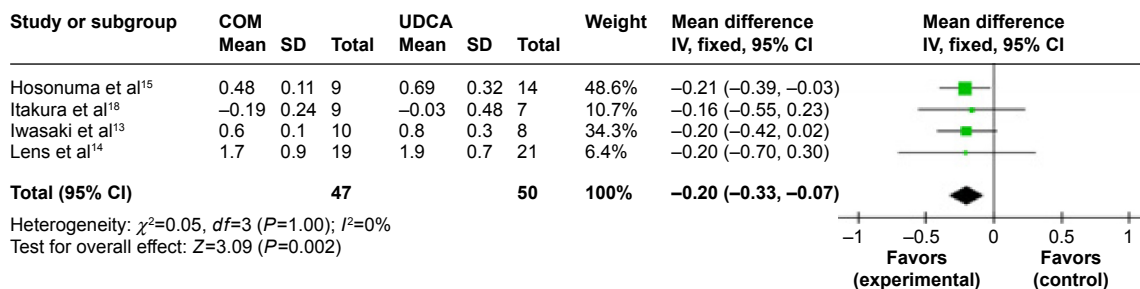 Study or subgroup COM UDCA Weight Mean difference Mean difference
Mean SD Total Mean SD Total IV, fixed, 95% CI IV, fixed, 95% CI
Hosonuma et al¹⁵ 0.48 0.11 9 0.69 0.32 14 48.6% –0.21 (–0.39, –0.03)
Itakura et al¹⁸ –0.19 0.24 9 –0.03 0.48 7 10.7% –0.16 (–0.55, 0.23)
Iwasaki et al¹³ 0.6 0.1 10 0.8 0.3 8 34.3% –0.20 (–0.42, 0.02)
Lens et al¹⁴ 1.7 0.9 19 1.9 0.7 21 6.4% –0.20 (–0.70, 0.30)
Total (95% CI) 47 50 100% –0.20 (–0.33, –0.07)
Heterogeneity: χ²=0.05, df=3 (P=1.00); I²=0%
Test for overall effect: Z=3.09 (P=0.002)
–1 –0.5 0 0.5 1
Favors Favors
(experimental) (control)